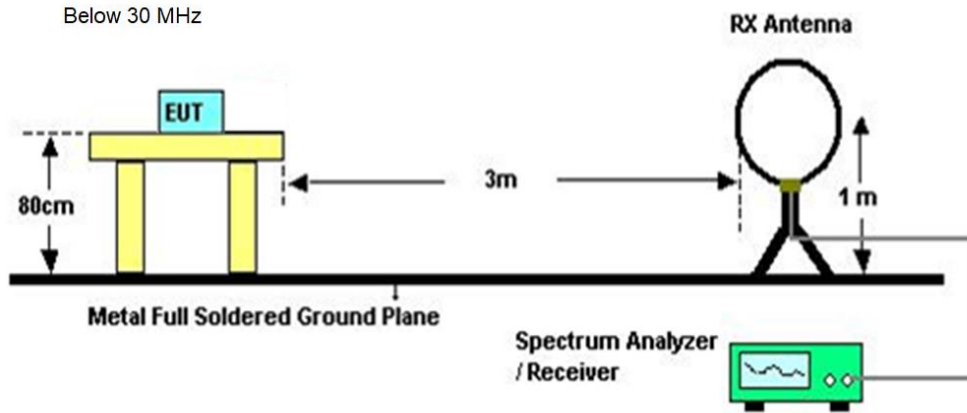 Below 30 MHz
RX Antenna
EUT
80cm
3m
1 m
Metal Full Soldered Ground Plane
Spectrum Analyzer
/ Receiver